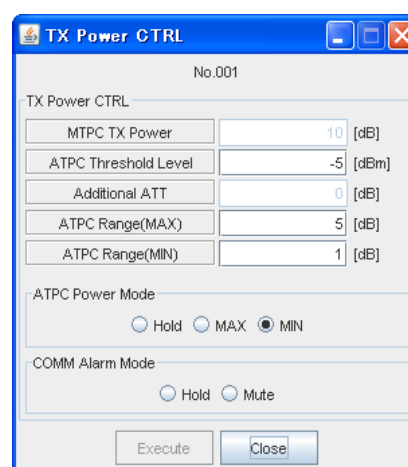 TX Power CTRL
No.001
TX Power CTRL
MTPC TX Power 10 [dB]
ATPC Threshold Level -5 [dBm]
Additional ATT 0 [dB]
ATPC Range(MAX) 5 [dB]
ATPC Range(MIN) 1 [dB]
ATPC Power Mode
Hold MAX MIN
COMM Alarm Mode
Hold Mute
Execute Close